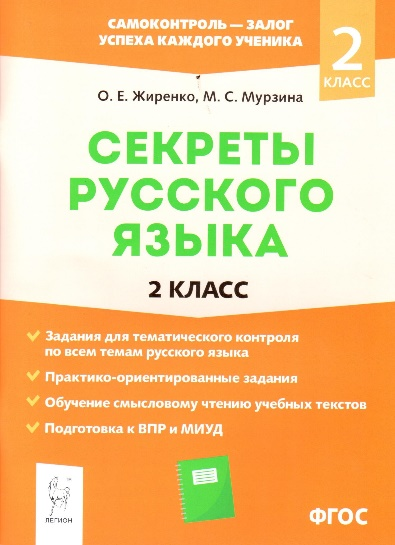 САМОКОНТРОЛЬ — ЗАЛОГ
УСПЕХА КАЖДОГО УЧЕНИКА
2
КЛАСС
О. Е. Жиренко, М. С. Мурзина
СЕКРЕТЫ
РУССКОГО
ЯЗЫКА
2 КЛАСС
Задания для тематического контроля
по всем темам русского языка
Практико-ориентированные задания
Обучение смысловому чтению учебных текстов
Подготовка к ВПР и МИУД
ЛЕГИОН
ФГОС